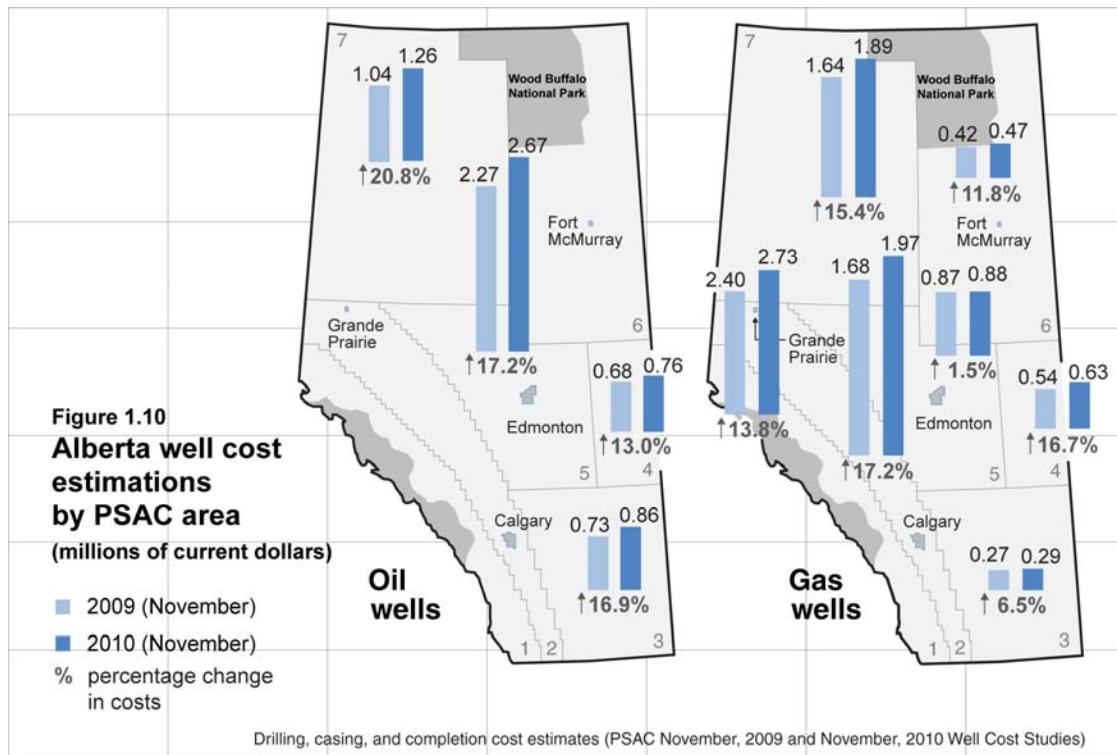 7
1.04
1.26
20.8%
Wood Buffalo
National Park
2.27
2.67
17.2%
Fort
McMurray
Grande
Prairie
6
0.68
0.76
13.0%
Edmonton
5
4
Calgary
0.73
0.86
16.9%
Oil
wells
1
2
3
7
1.64
1.89
15.4%
Wood Buffalo
National Park
0.42
0.47
11.8%
Fort
McMurray
2.40
2.73
13.8%
Grande
Prairie
1.68
1.97
17.2%
0.87
0.88
1.5%
6
Edmonton
0.54
0.63
16.7%
5
4
Calgary
0.27
0.29
6.5%
Gas
wells
1
2
3
Figure 1.10
Alberta well cost
estimations
by PSAC area
(millions of current dollars)
2009 (November)
2010 (November)
% percentage change
in costs
Drilling, casing, and completion cost estimates (PSAC November, 2009 and November, 2010 Well Cost Studies)